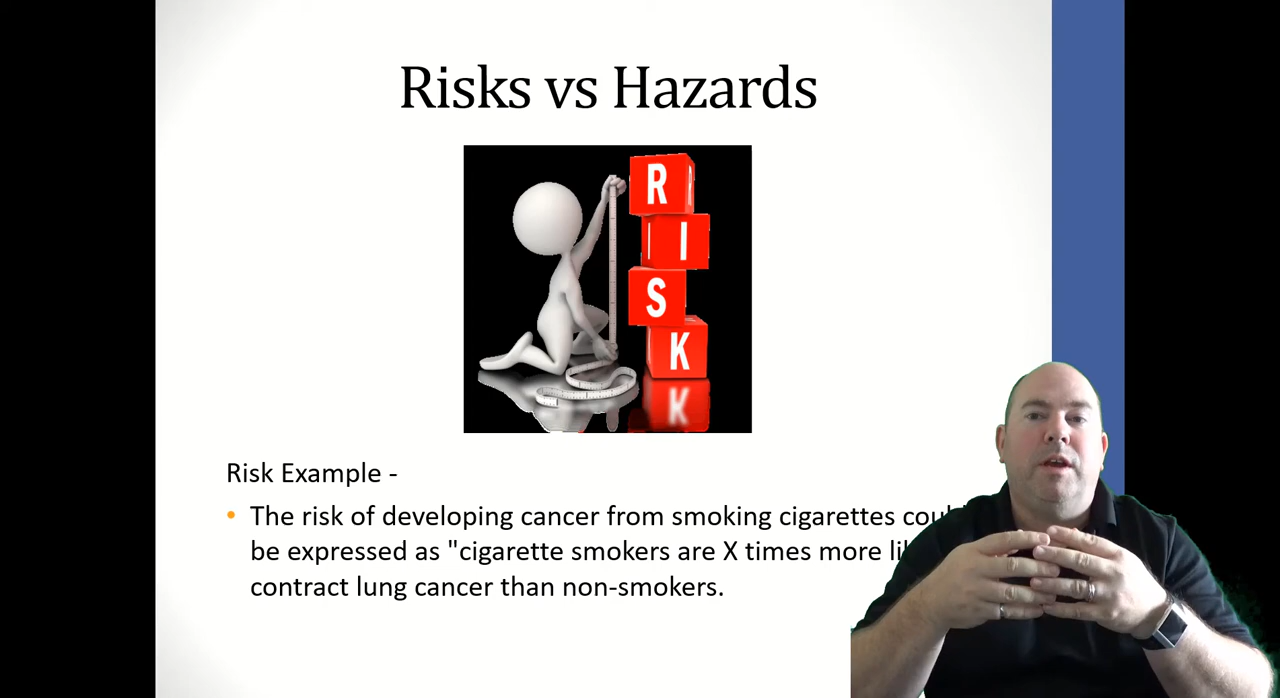 Risks vs Hazards
R
I
S
K
K
Risk Example -
• The risk of developing cancer from smoking cigarettes
be expressed as "cigarette smokers are X times more
contract lung cancer than non-smokers.